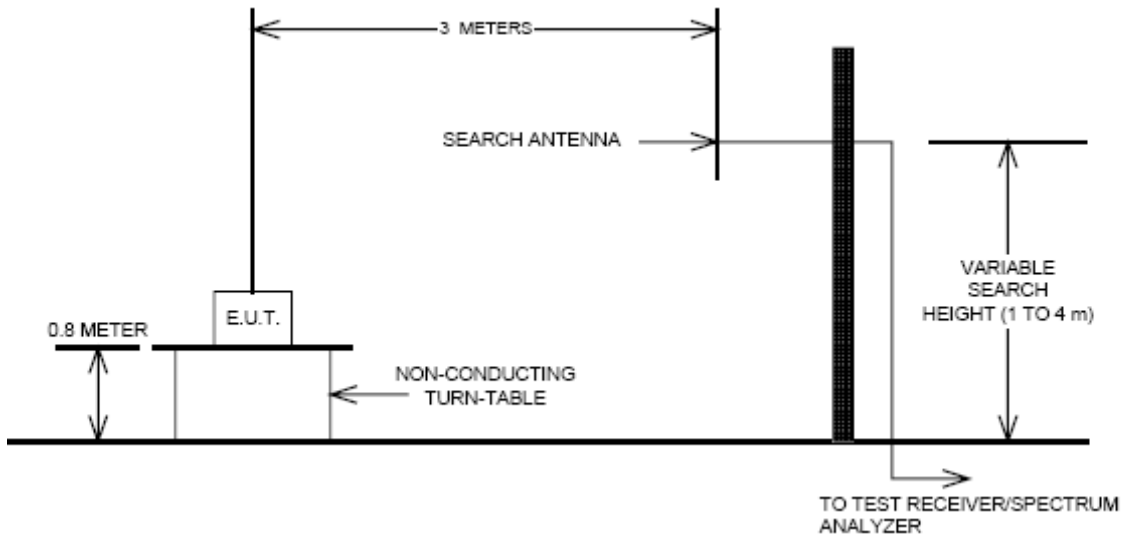 3 METERS
SEARCH ANTENNA
VARIABLE
SEARCH
HEIGHT (1 TO 4 m)
E.U.T.
0.8 METER
NON-CONDUCTING
TURN-TABLE
TO TEST RECEIVER/SPECTRUM
ANALYZER